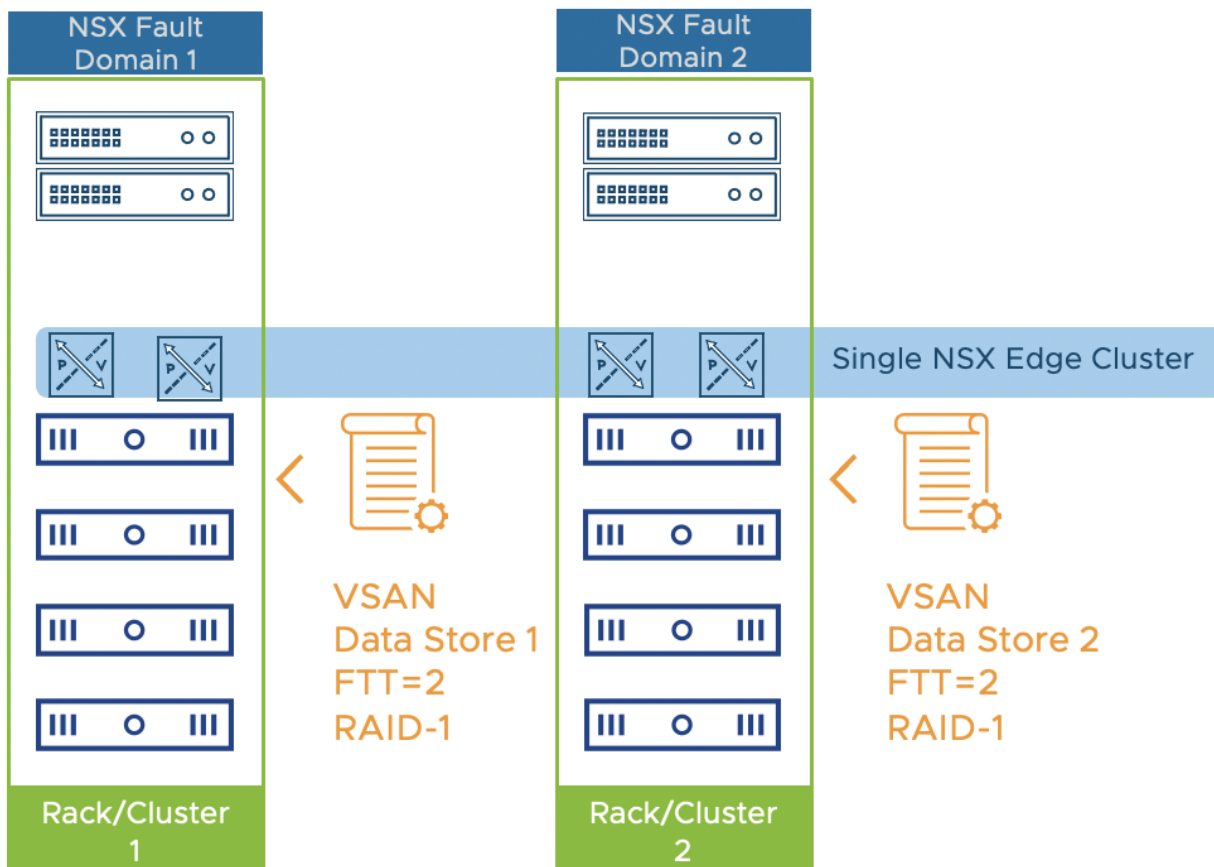 NSX Fault
Domain 1
NSX Fault
Domain 2
P V
P V
P V
P V
Single NSX Edge Cluster
VSAN
Data Store 1
FTT=2
RAID-1
VSAN
Data Store 2
FTT=2
RAID-1
Rack/Cluster
1
Rack/Cluster
2